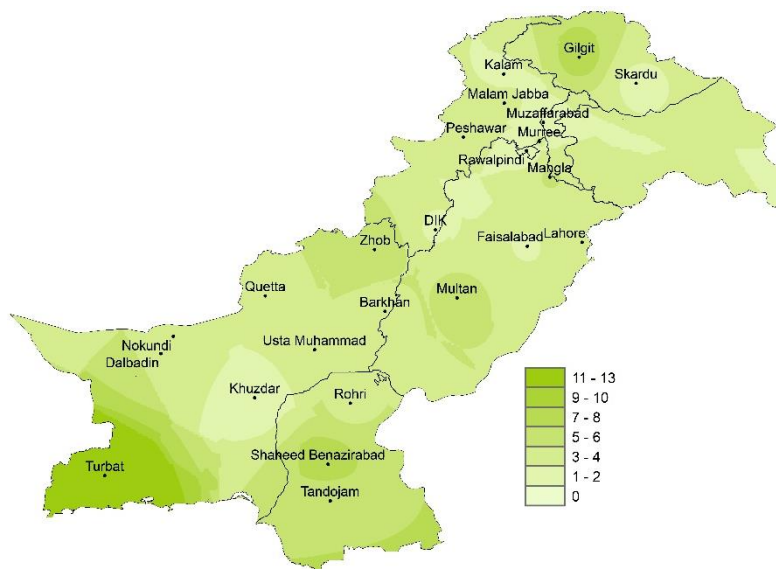 Gilgit
Kalam
Skardu
Malam Jabba
Muzaffarabad
Peshawar
Murree
Rawalpindi
Mangla
DIK
Zhob
Faisalabad
Lahore
Quetta
Multan
Barkhan
Nokundi
Usta Muhammad
Dalbadin
Khuzdar
Rohri
Turbat
Shaheed Benazirabad
Tandojam
11 - 13
9 - 10
7 - 8
5 - 6
3 - 4
1 - 2
0